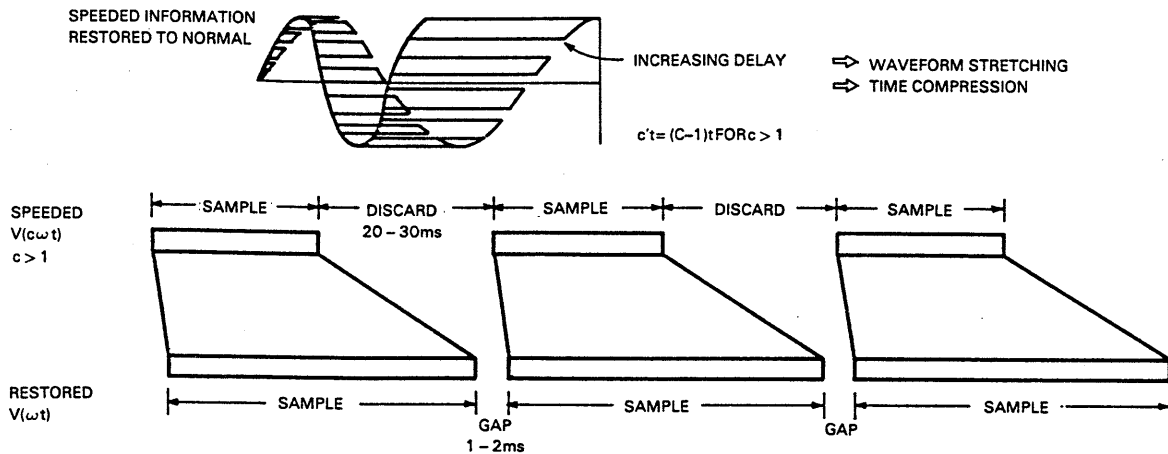 SPEEDED INFORMATION
RESTORED TO NORMAL
INCREASING DELAY
⇨ WAVEFORM STRETCHING
⇨ TIME COMPRESSION
c't = (C–1)tFORc > 1
SPEEDED
V(cωt)
c > 1
SAMPLE
DISCARD
20 – 30ms
SAMPLE
DISCARD
SAMPLE
RESTORED
V(ωt)
SAMPLE
GAP
1 – 2ms
SAMPLE
GAP
SAMPLE